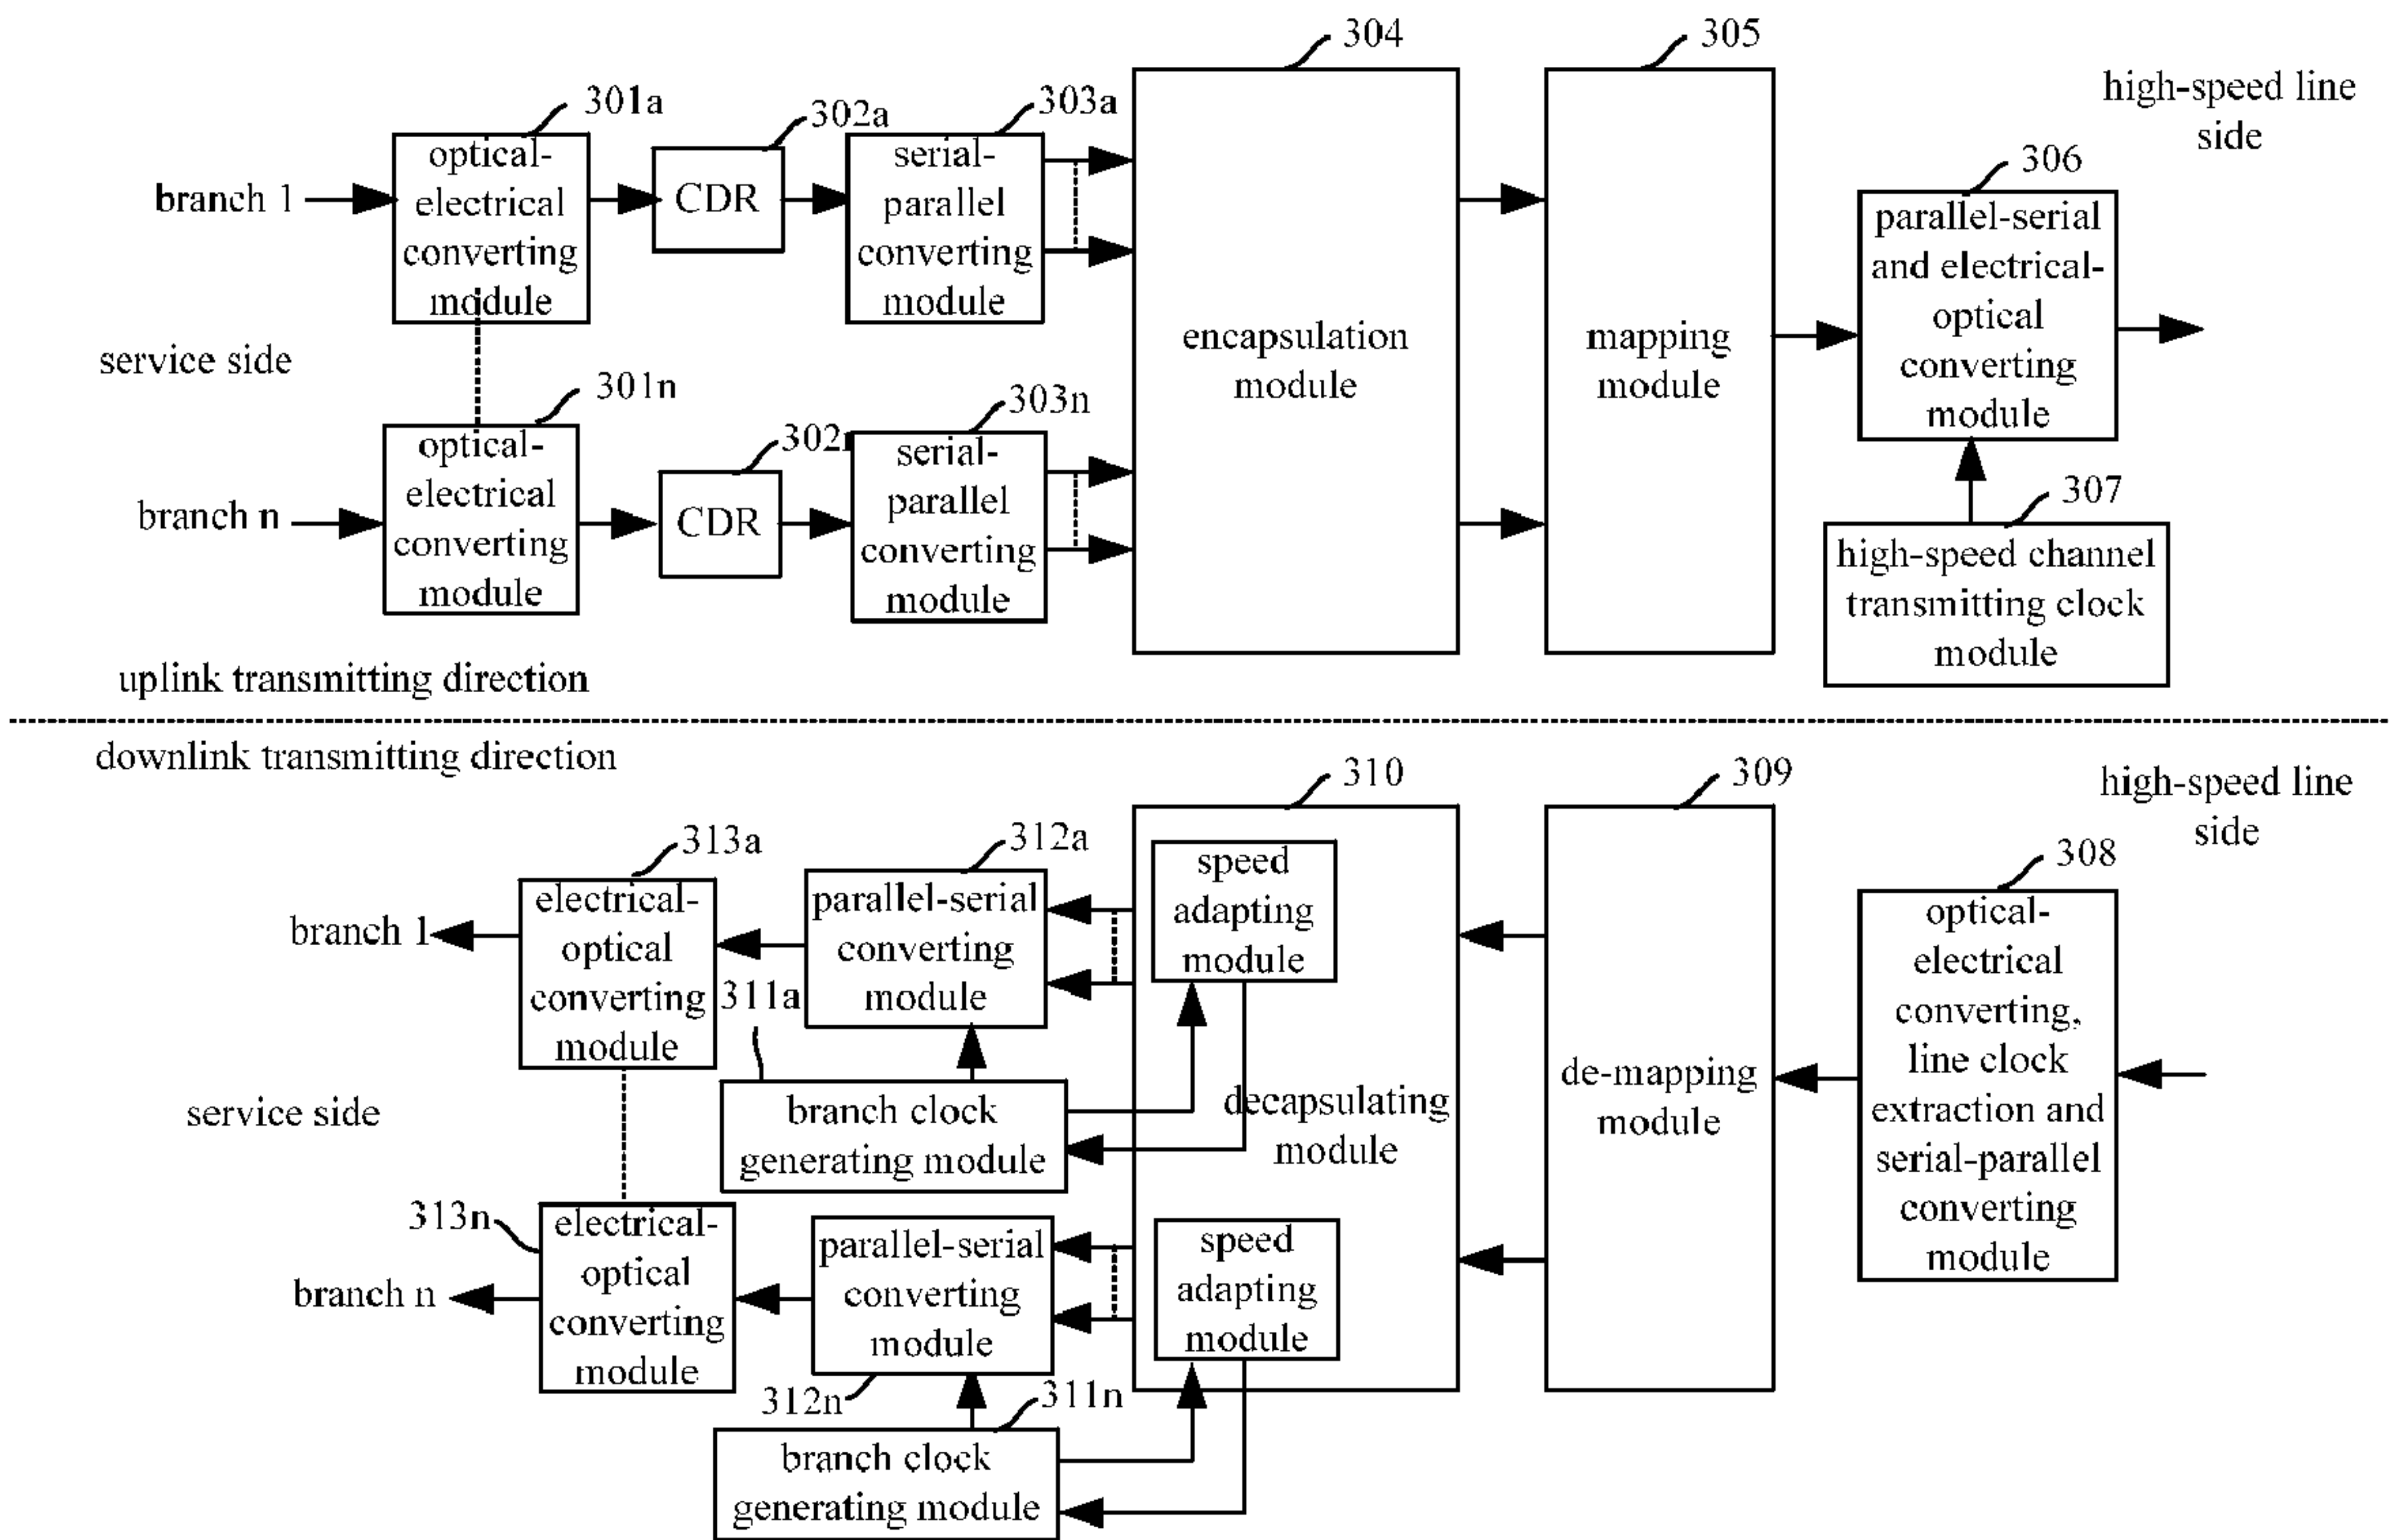 304
305
high-speed line
side
301a
302a
303a
306
branch 1
optical-
electrical
converting
module
CDR
serial-
parallel
converting
module
encapsulation
module
mapping
module
parallel-serial
and electrical-
optical
converting
module
service side
301n
302n
303n
307
branch n
optical-
electrical
converting
module
CDR
serial-
parallel
converting
module
high-speed channel
transmitting clock
module
uplink transmitting direction
downlink transmitting direction
310
309
high-speed line
side
313a
312a
308
branch 1
electrical-
optical
converting
module
parallel-serial
converting
module
speed
adapting
module
311a
branch clock
generating module
decapsulating
module
de-mapping
module
optical-
electrical
converting,
line clock
extraction and
serial-parallel
converting
module
service side
313n
branch n
electrical-
optical
converting
module
parallel-serial
converting
module
speed
adapting
module
312n
311n
branch clock
generating module